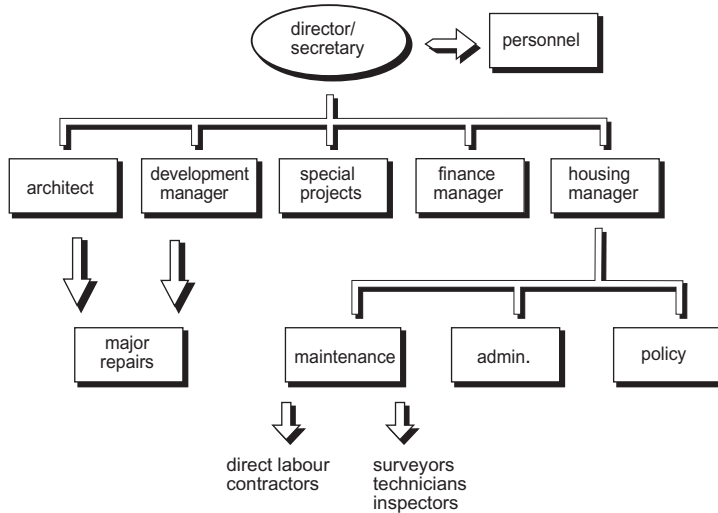 director/
secretary
personnel
architect
development
manager
special
projects
finance
manager
housing
manager
major
repairs
maintenance
admin.
policy
direct labour
contractors
surveyors
technicians
inspectors